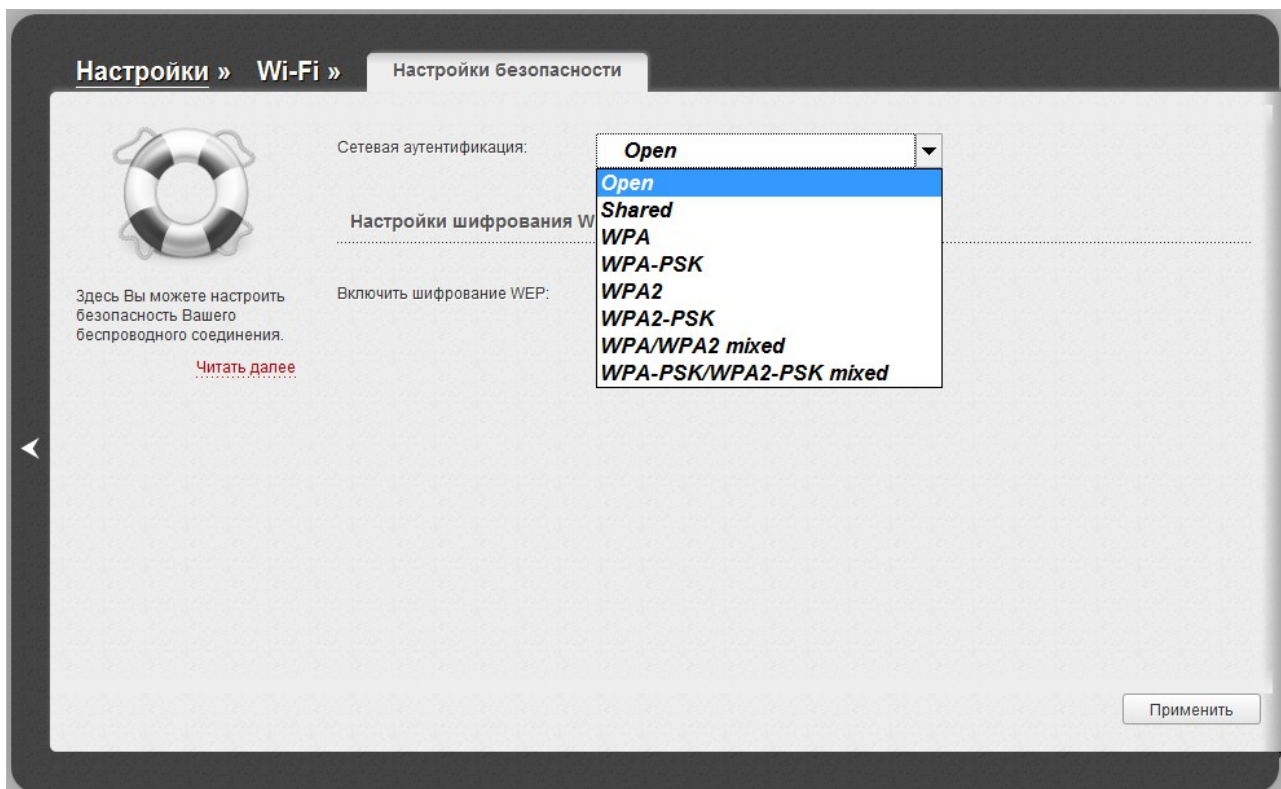 Настройки » Wi-Fi » Настройки безопасности
Сетевая аутентификация: Open
Open
Shared
WPA
WPA-PSK
WPA2
WPA2-PSK
WPA/WPA2 mixed
WPA-PSK/WPA2-PSK mixed
Настройки шифрования W
Включить шифрование WEP:
Здесь Вы можете настроить
безопасность Вашего
беспроводного соединения.
Читать далее
Применить